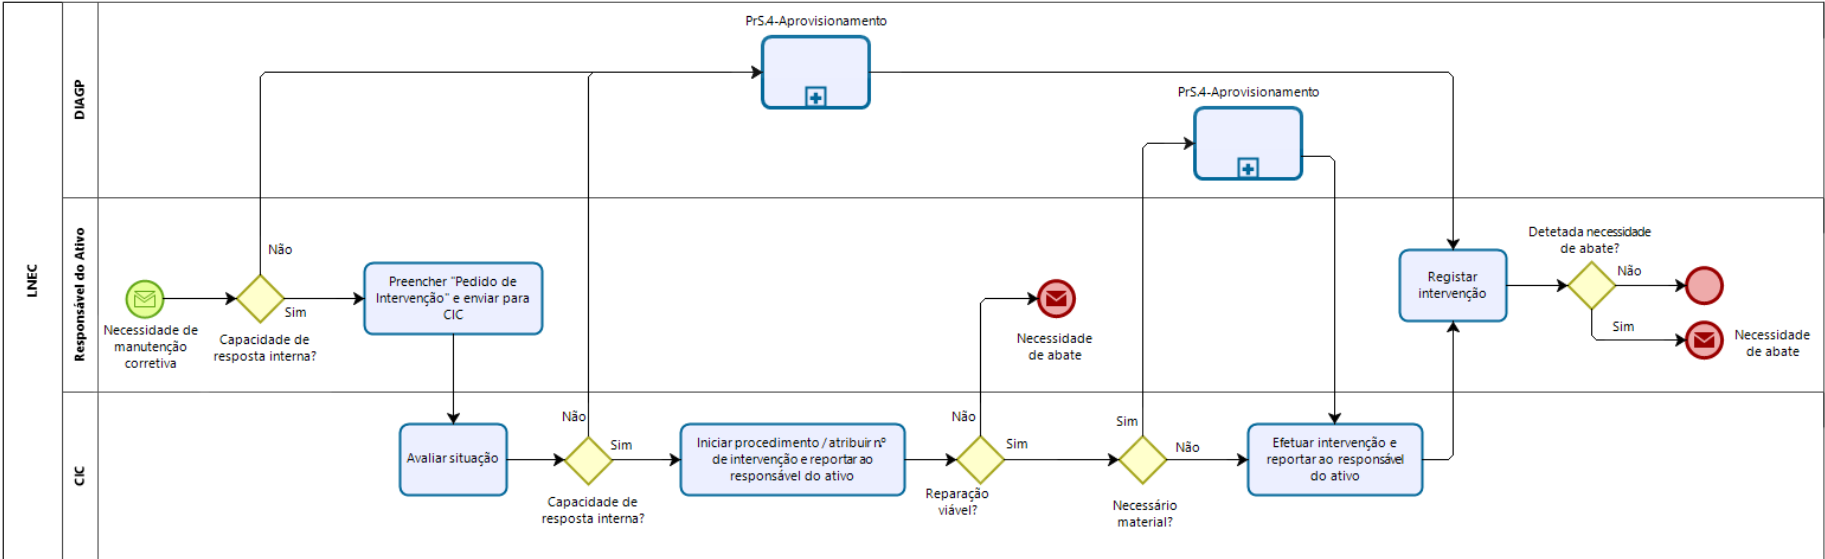 LNEC
DIAGP
PrS.4-Aprovisionamento
PrS.4-Aprovisionamento
Responsável do Ativo
Necessidade de
manutenção
corretiva
Não
Sim
Capacidade de
resposta interna?
Preencher "Pedido de
Intervenção" e enviar para
CIC
Necessidade
de abate
Registar
intervenção
Detetada necessidade
de abate?
Não
Sim
Necessidade
de abate
CIC
Avaliar situação
Não
Sim
Capacidade de
resposta interna?
Iniciar procedimento / atribuir nº
de intervenção e reportar ao
responsável do ativo
Não
Sim
Reparação
viável?
Sim
Não
Necessário
material?
Efetuar intervenção e
reportar ao responsável
do ativo